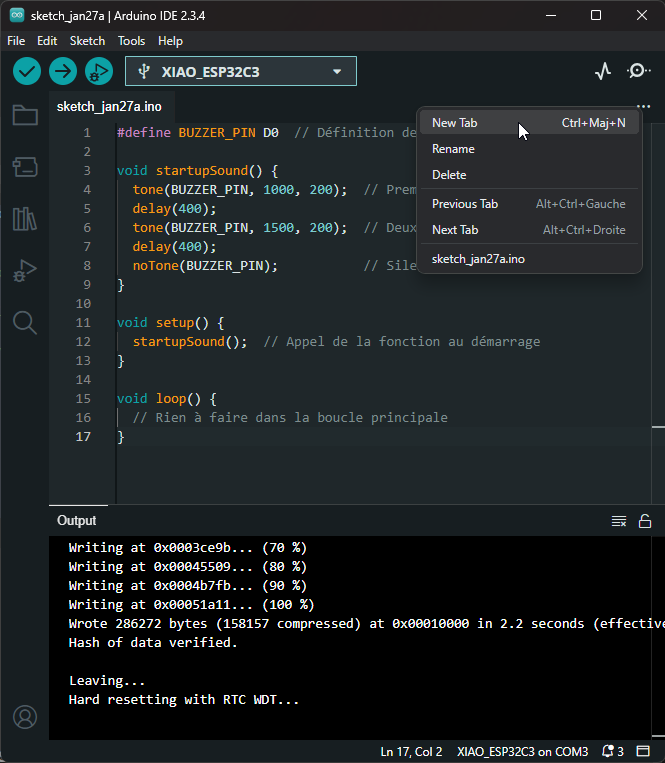 sketch_jan27a | Arduino IDE 2.3.4
File Edit Sketch Tools Help
XIAO_ESP32C3
sketch_jan27a.ino
New Tab Ctrl+Maj+N
Rename
Delete
Previous Tab Alt+Ctrl+Gauche
Next Tab Alt+Ctrl+Droite
sketch_jan27a.ino
1 #define BUZZER_PIN D0 // Définition de
2
3 void startupSound() {
4 tone(BUZZER_PIN, 1000, 200); // Prem
5 delay(400);
6 tone(BUZZER_PIN, 1500, 200); // Deux
7 delay(400);
8 noTone(BUZZER_PIN); // Sile
9 }
10
11 void setup() {
12 startupSound(); // Appel de la fonction au démarrage
13 }
14
15 void loop() {
16 // Rien à faire dans la boucle principale
17 }
Output
Writing at 0x0003ce9b... (70 %)
Writing at 0x00045509... (80 %)
Writing at 0x0004b7fb... (90 %)
Writing at 0x00051a11... (100 %)
Wrote 286272 bytes (158157 compressed) at 0x00010000 in 2.2 seconds (effective
Hash of data verified.
Leaving...
Hard resetting with RTC WDT...
Ln 17, Col 2 XIAO_ESP32C3 on COM3 3